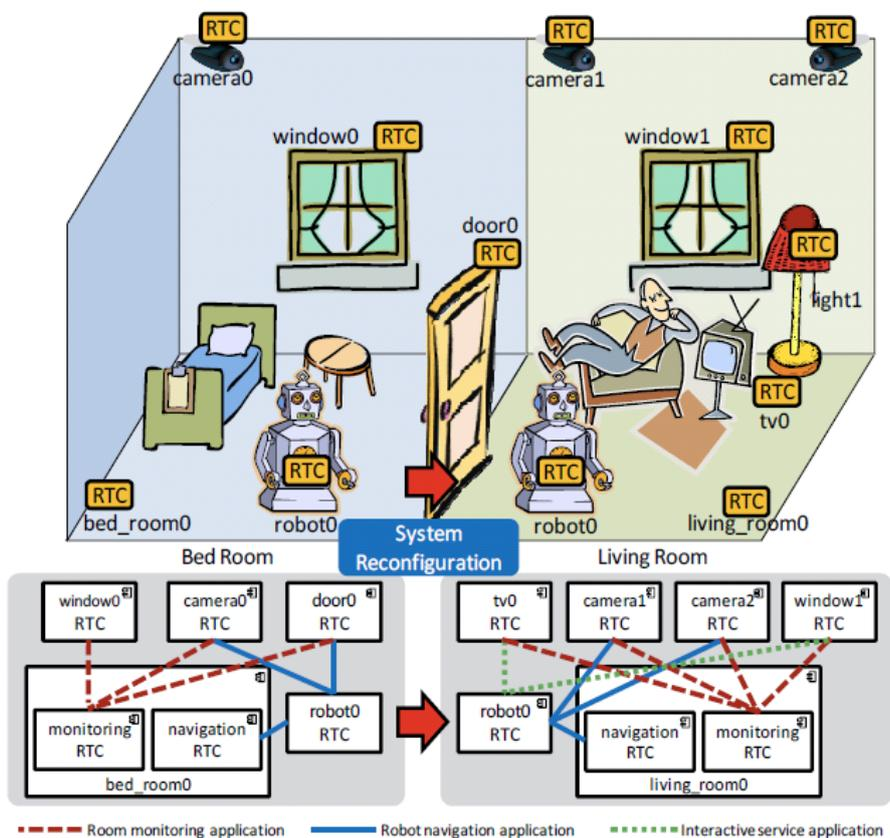 RTC
camera0
RTC
camera1
RTC
camera2
window0 RTC
window1 RTC
door0
RTC
RTC
light1
RTC
tv0
RTC
RTC
RTC
bed_room0
RTC
living_room0
robot0
robot0
System
Reconfiguration
Bed Room
Living Room
window0
RTC
camera0
RTC
door0
RTC
monitoring
RTC
navigation
RTC
robot0
RTC
bed_room0
tv0
RTC
camera1
RTC
camera2
RTC
window1
RTC
robot0
RTC
navigation
RTC
monitoring
RTC
living_room0
Room monitoring application
Robot navigation application
Interactive service application